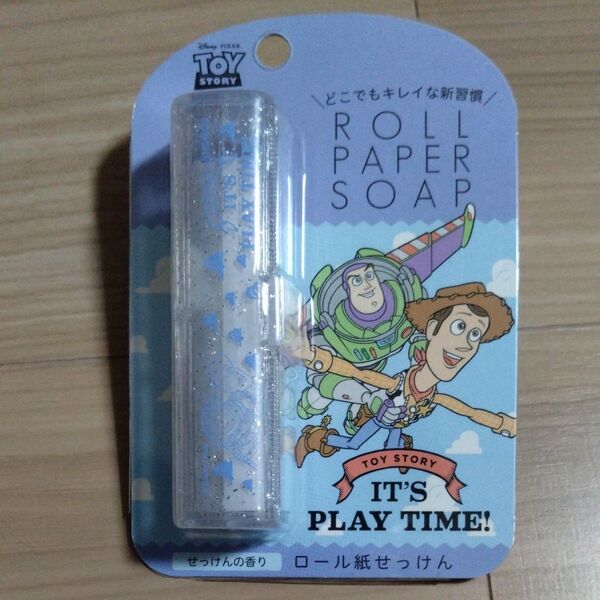 Disney PIXAR
TOY
STORY
\どこでもキレイな新習慣/
ROLL
PAPER
SOAP
IT'S
PLAY TIME
TOY STORY
IT'S
PLAY TIME!
せっけんの香り
ロール紙せっけん